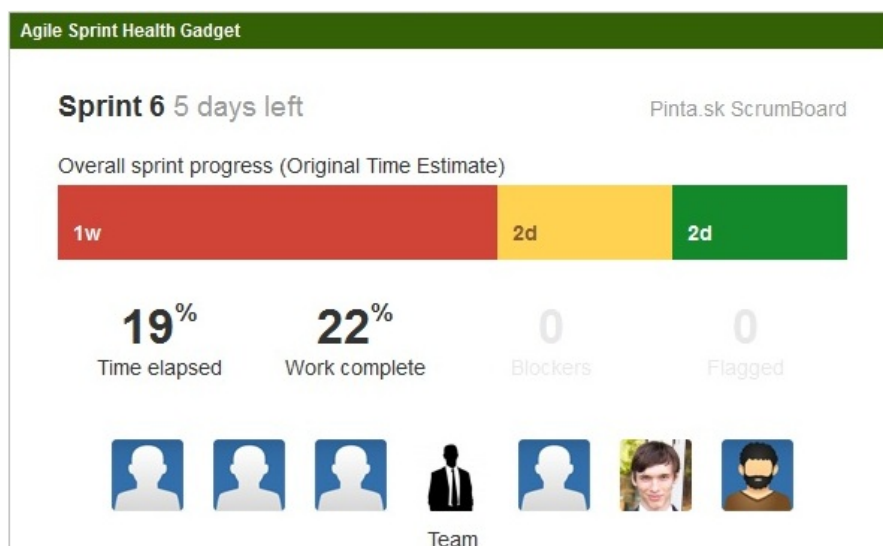 Agile Sprint Health Gadget
Sprint 6 5 days left Pinta.sk ScrumBoard
Overall sprint progress (Original Time Estimate)
1w 2d 2d
19% 22% 0 0
Time elapsed Work complete Blockers Flagged
Team